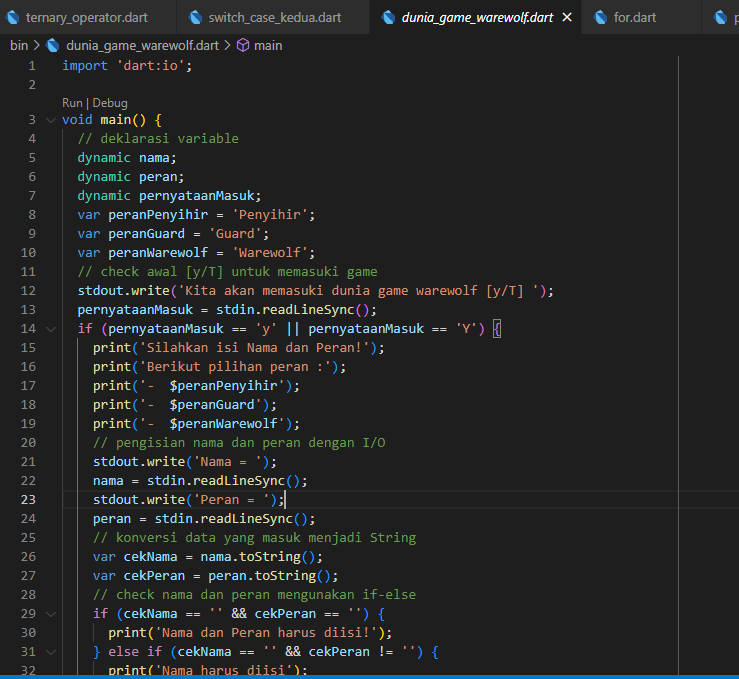 ternary_operator.dart switch_case_kedua.dart dunia_game_warewolf.dart for.dart
bin > dunia_game_warewolf.dart > main
1 import 'dart:io';
2
Run | Debug
3 void main() {
4 // deklarasi variable
5 dynamic nama;
6 dynamic peran;
7 dynamic pernyataanMasuk;
8 var peranPenyihir = 'Penyihir';
9 var peranGuard = 'Guard';
10 var peranWarewolf = 'Warewolf';
11 // check awal [y/T] untuk memasuki game
12 stdout.write('Kita akan memasuki dunia game warewolf [y/T] ');
13 pernyataanMasuk = stdin.readLineSync();
14 if (pernyataanMasuk == 'y' || pernyataanMasuk == 'Y') {
15 print('Silahkan isi Nama dan Peran!');
16 print('Berikut pilihan peran :');
17 print('-  $peranPenyihir');
18 print('-  $peranGuard');
19 print('-  $peranWarewolf');
20 // pengisian nama dan peran dengan I/O
21 stdout.write('Nama = ');
22 nama = stdin.readLineSync();
23 stdout.write('Peran = ');
24 peran = stdin.readLineSync();
25 // konversi data yang masuk menjadi String
26 var cekNama = nama.toString();
27 var cekPeran = peran.toString();
28 // check nama dan peran mengunakan if-else
29 if (cekNama == '' && cekPeran == '') {
30 print('Nama dan Peran harus diisi!');
31 } else if (cekNama == '' && cekPeran != '') {
32 print('Nama harus diisi');